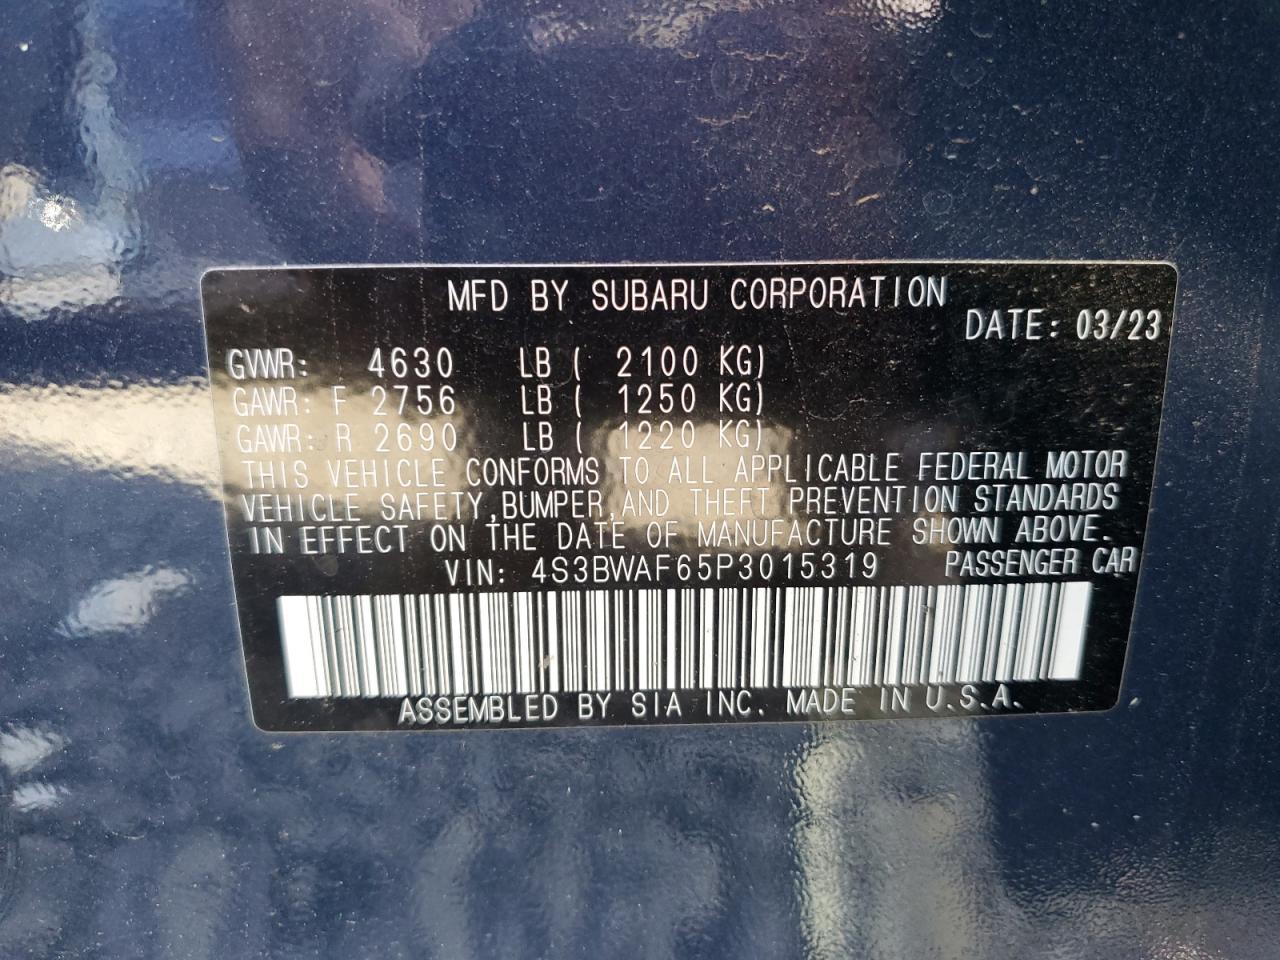 MFD BY SUBARU CORPORATION
DATE: 03/23
GVWR: 4630 LB ( 2100 KG)
GAWR: F 2756 LB ( 1250 KG)
GAWR: R 2690 LB ( 1220 KG)
THIS VEHICLE CONFORMS TO ALL APPLICABLE FEDERAL MOTOR
VEHICLE SAFETY,BUMPER,AND THEFT PREVENTION STANDARDS
IN EFFECT ON THE DATE OF MANUFACTURE SHOWN ABOVE.
VIN: 4S3BWAF65P3015319 PASSENGER CAR
ASSEMBLED BY SIA INC. MADE IN U.S.A.